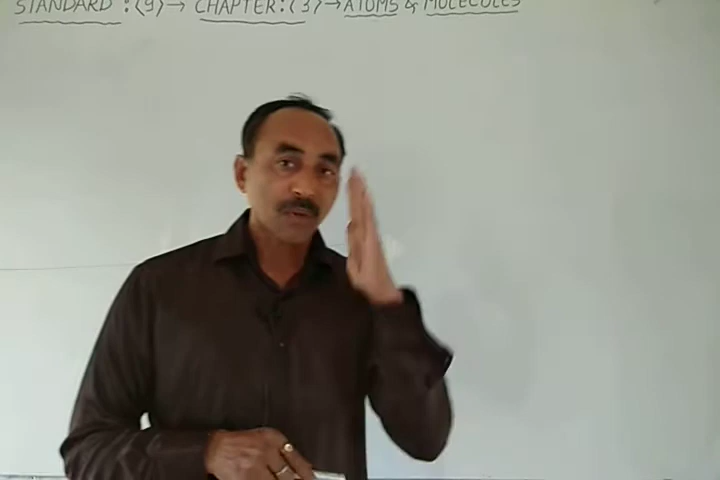 STANDARD : (9) → CHAPTER: (3) → ATOMS & MOLECULES